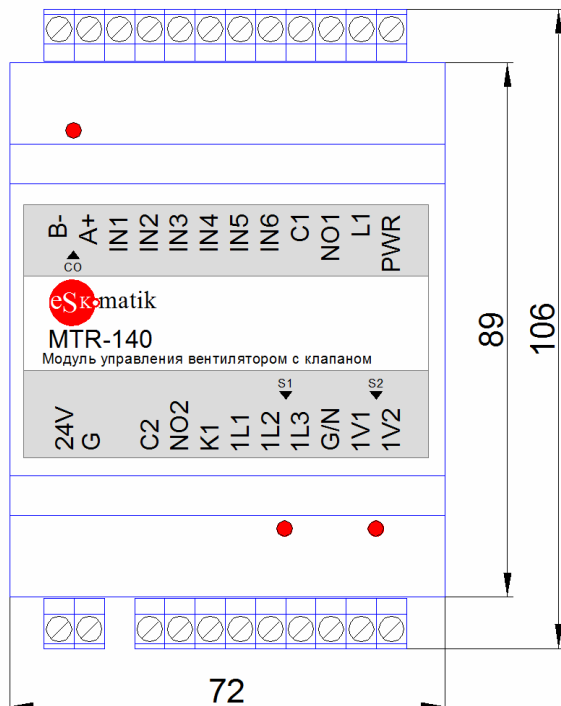 B- A+ IN1 IN2 IN3 IN4 IN5 IN6 C1 NO1 L1 PWR
CO
eSK•matik
MTR-140
Модуль управления вентилятором с клапаном
S1 S2
24V G C2 NO2 K1 1L1 1L2 1L3 G/N 1V1 1V2
89
106
72